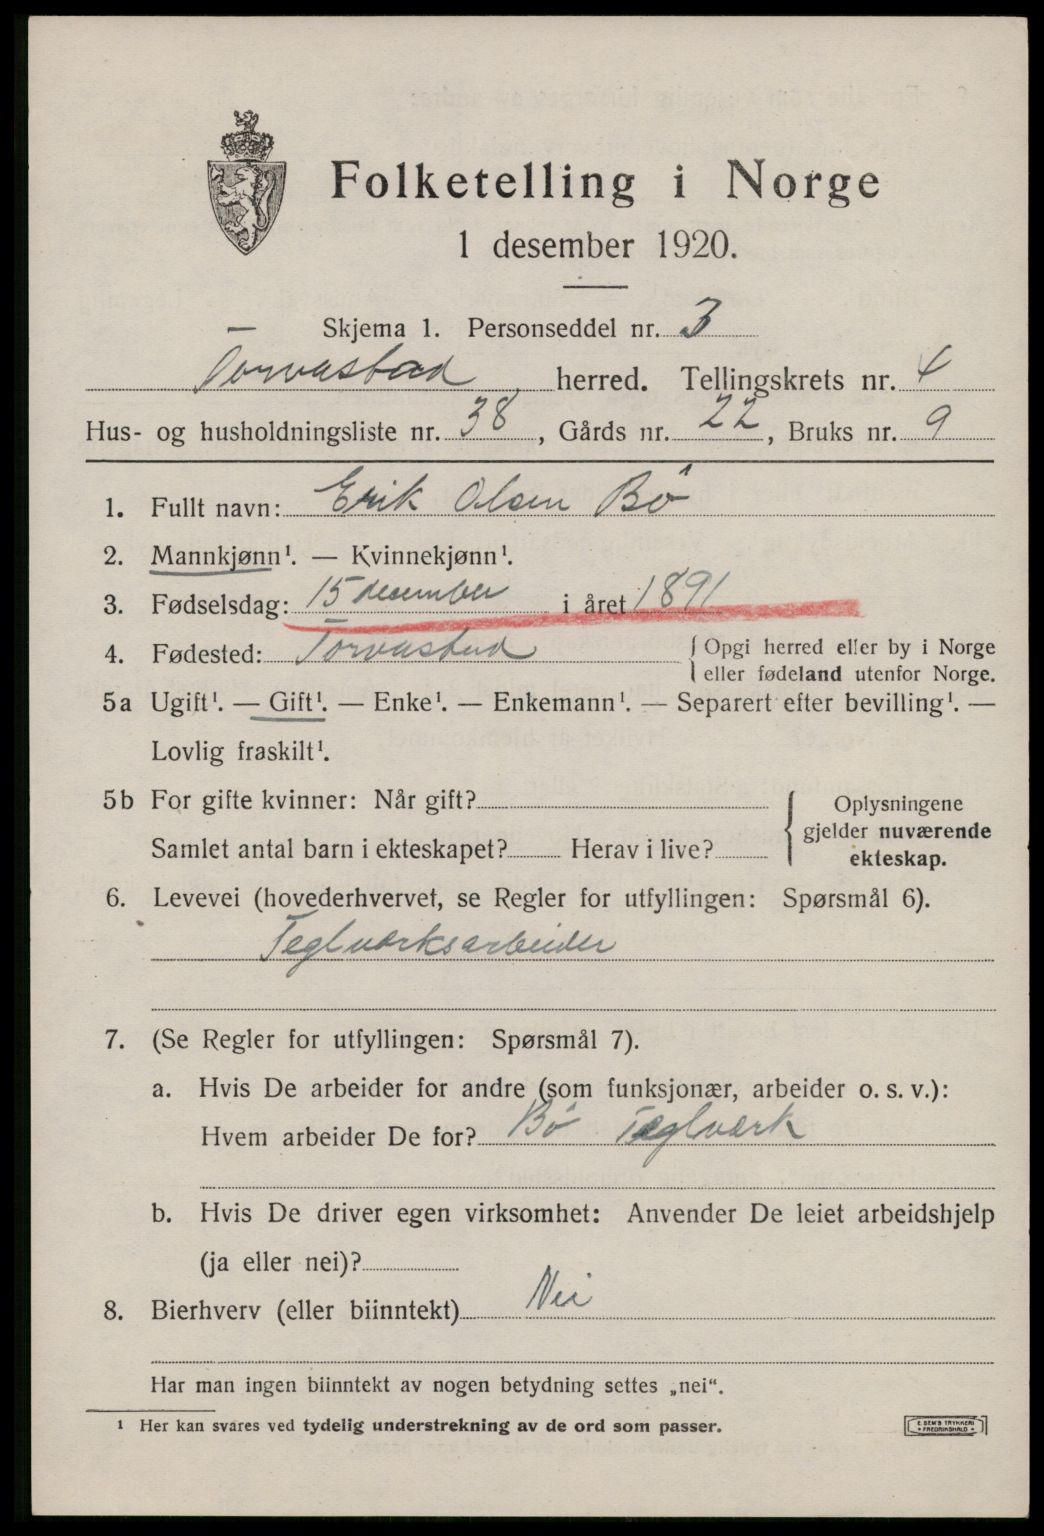 Folketelling i Norge
1 desember 1920.
Skjema 1. Personseddel nr. 3
Torvastad herred. Tellingskrets nr. 4
Hus- og husholdningsliste nr. 38, Gårds nr. 22, Bruks nr. 9
1. Fullt navn: Erik Olsen Bö
2. Mannkjønn¹. — Kvinnekjønn¹.
3. Fødselsdag: 15 desember i året 1891
4. Fødested: Torvastad { Opgi herred eller by i Norge
eller fødeland utenfor Norge.
5a Ugift¹. — Gift¹. — Enke¹. — Enkemann¹. — Separert efter bevilling¹. —
Lovlig fraskilt¹.
5b For gifte kvinner: Når gift?
Samlet antal barn i ekteskapet? Herav i live?
Oplysningene
gjelder nuværende
ekteskap.
6. Levevei (hovederhvervet, se Regler for utfyllingen: Spørsmål 6).
Teglverksarbeider
7. (Se Regler for utfyllingen: Spørsmål 7).
a. Hvis De arbeider for andre (som funksjonær, arbeider o. s. v.):
Hvem arbeider De for? Bö Teglværk
b. Hvis De driver egen virksomhet: Anvender De leiet arbeidshjelp
(ja eller nei)?
8. Bierhverv (eller biinntekt) Nei
Har man ingen biinntekt av nogen betydning settes „nei“.
¹ Her kan svares ved tydelig understrekning av de ord som passer.
E. SEM'S TRYKKERI
FREDRIKSHALD